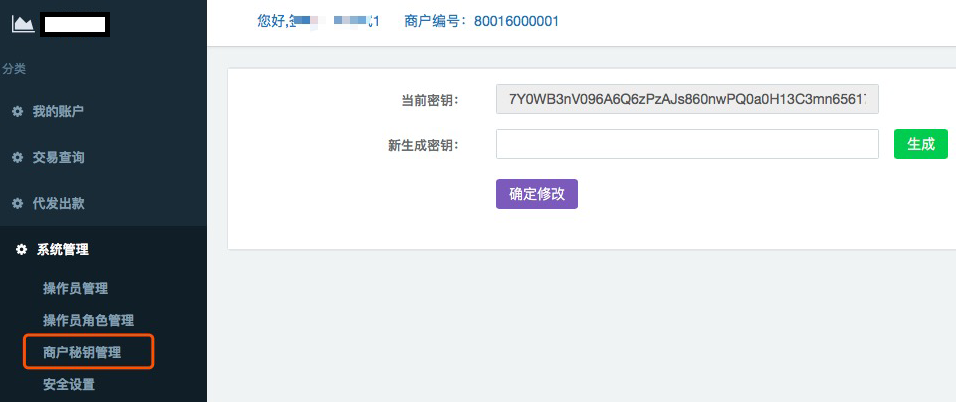 您好,
商户编号：80016000001
分类
我的账户
交易查询
代发出款
系统管理
操作员管理
操作员角色管理
商户秘钥管理
安全设置
当前密钥：
7Y0WB3nV096A6Q6zPzAJs860nwPQ0a0H13C3mn6561
新生成密钥：
生成
确定修改